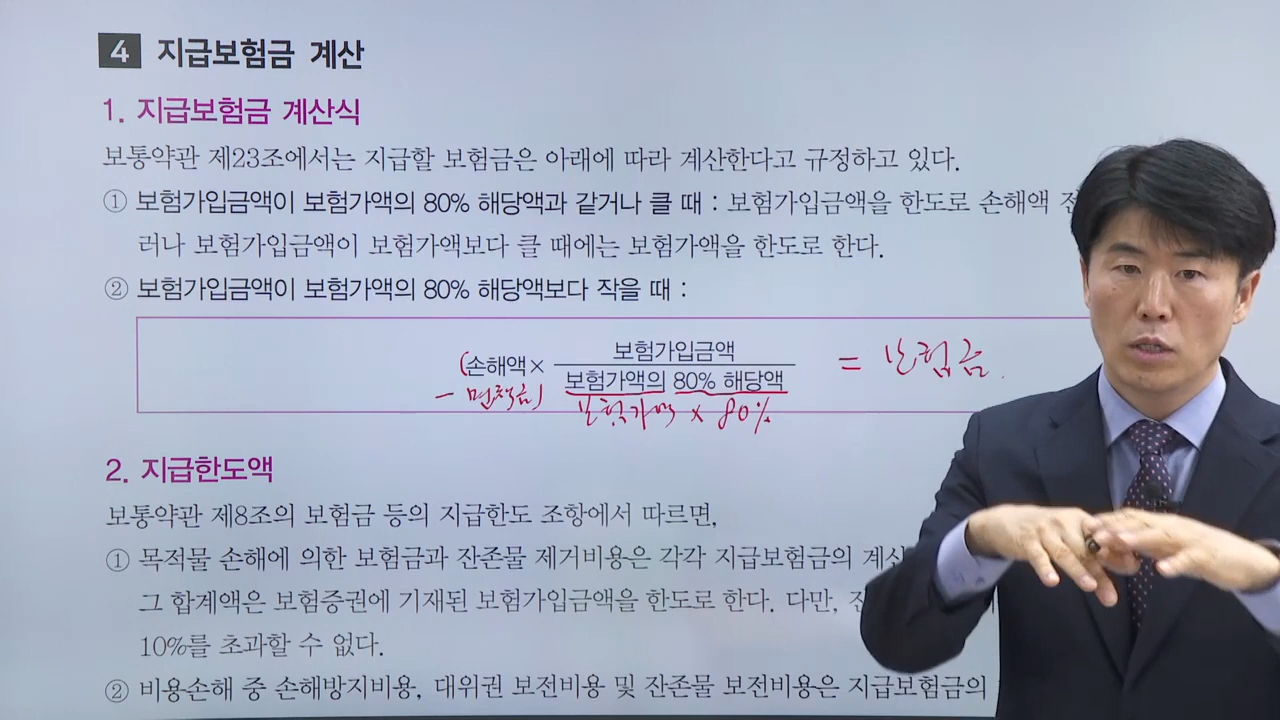 4 지급보험금 계산
1. 지급보험금 계산식
보통약관 제23조에서는 지급할 보험금은 아래에 따라 계산한다고 규정하고 있다.
① 보험가입금액이 보험가액의 80% 해당액과 같거나 클 때 : 보험가입금액을 한도로 손해액
러나 보험가입금액이 보험가액보다 클 때에는 보험가액을 한도로 한다.
② 보험가입금액이 보험가액의 80% 해당액보다 작을 때 :
보험가입금액
(손해액× = 보험금
보험가액의 80% 해당액
- 면책금)
보험가액 × 80%
2. 지급한도액
보통약관 제8조의 보험금 등의 지급한도 조항에서 따르면,
① 목적물 손해에 의한 보험금과 잔존물 제거비용은 각각 지급보험금의
그 합계액은 보험증권에 기재된 보험가입금액을 한도로 한다. 다만,
10%를 초과할 수 없다.
② 비용손해 중 손해방지비용, 대위권 보전비용 및 잔존물 보전비용은 지급보험금의